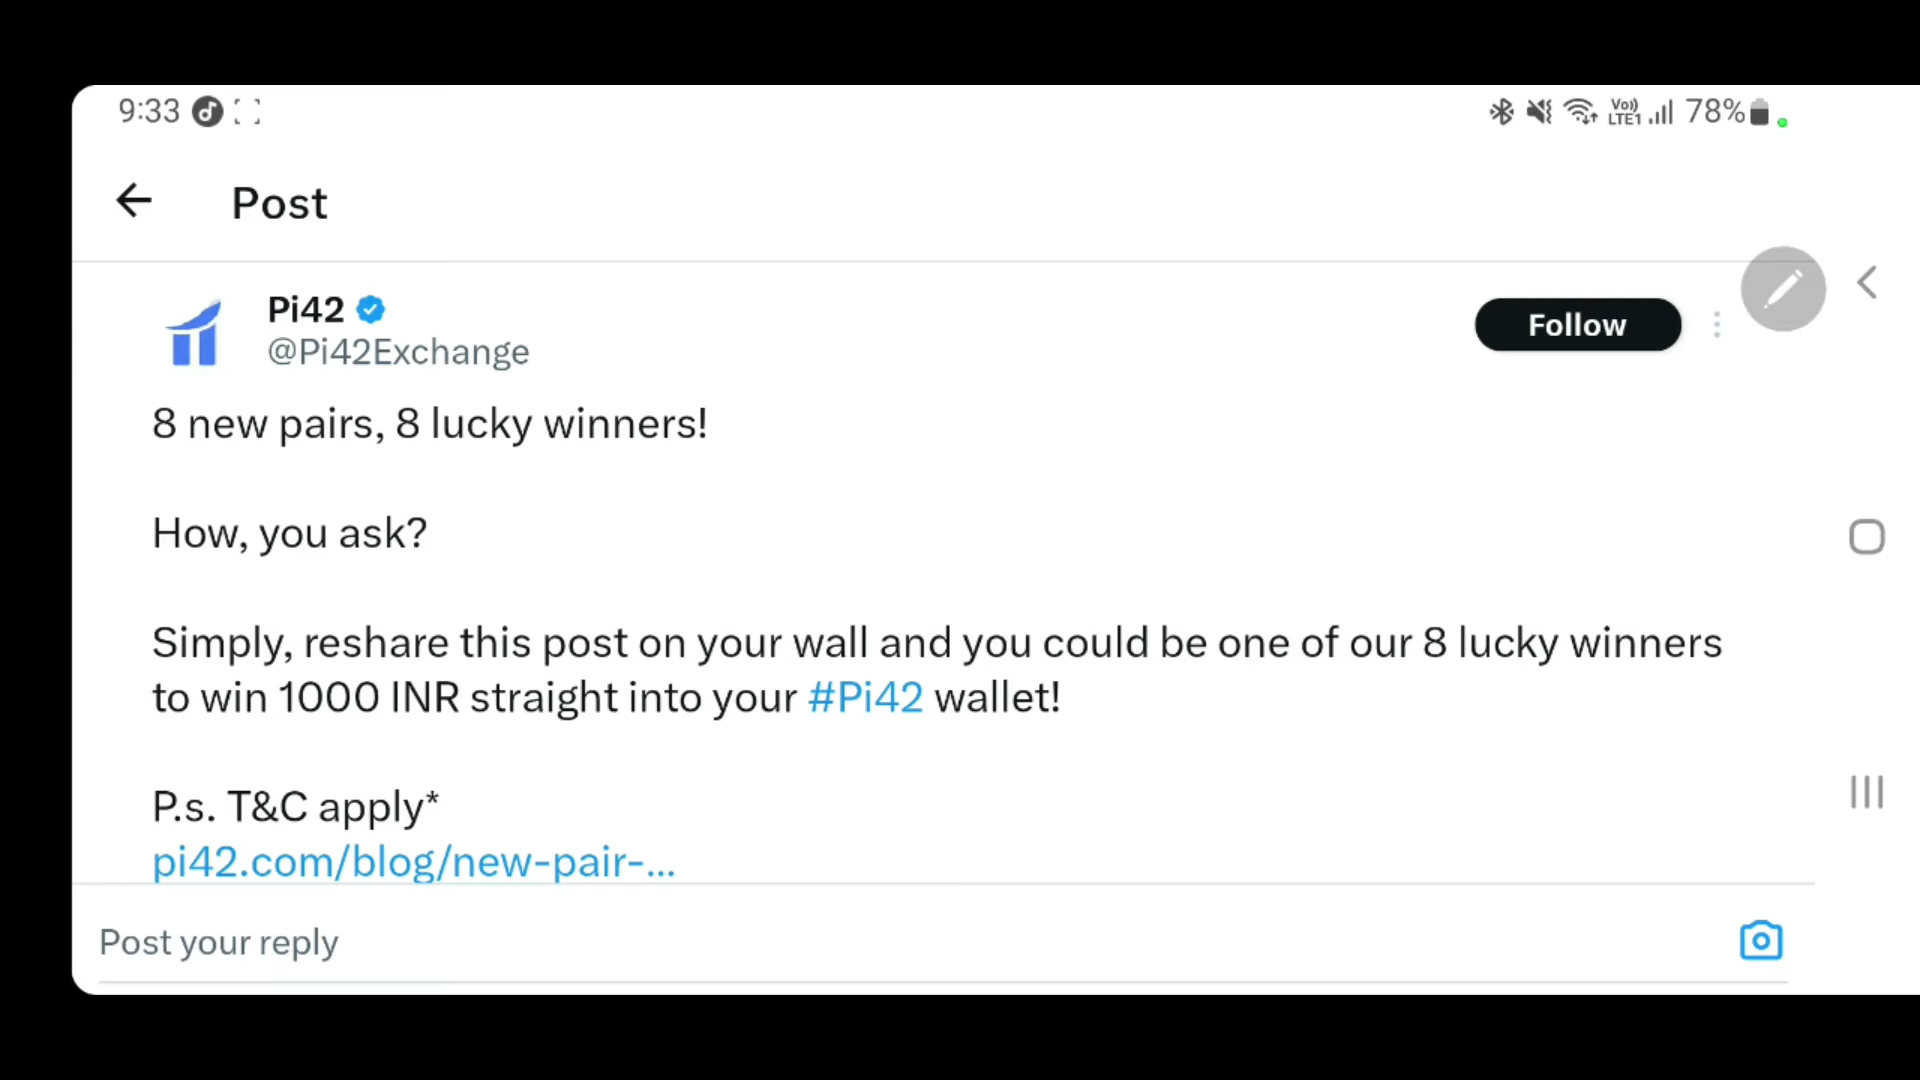 9:33
Vo))
LTE1
78%
Post
Pi42
@Pi42Exchange
Follow
8 new pairs, 8 lucky winners!
How, you ask?
Simply, reshare this post on your wall and you could be one of our 8 lucky winners
to win 1000 INR straight into your #Pi42 wallet!
P.s. T&C apply*
pi42.com/blog/new-pair-...
Post your reply